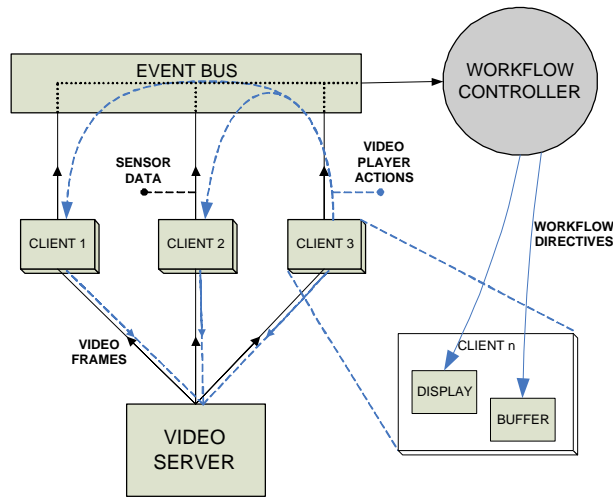 EVENT BUS
WORKFLOW
CONTROLLER
SENSOR
DATA
VIDEO
PLAYER
ACTIONS
CLIENT 1
CLIENT 2
CLIENT 3
WORKFLOW
DIRECTIVES
VIDEO
FRAMES
CLIENT n
DISPLAY
BUFFER
VIDEO
SERVER